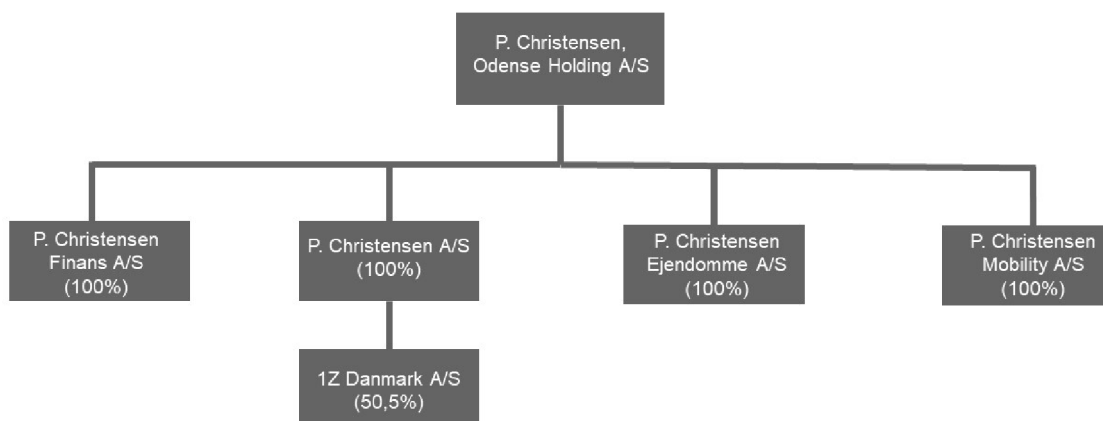 P. Christensen,
Odense Holding A/S
P. Christensen
Finans A/S
(100%)
P. Christensen A/S
(100%)
P. Christensen
Ejendomme A/S
(100%)
P. Christensen
Mobility A/S
(100%)
1Z Danmark A/S
(50,5%)